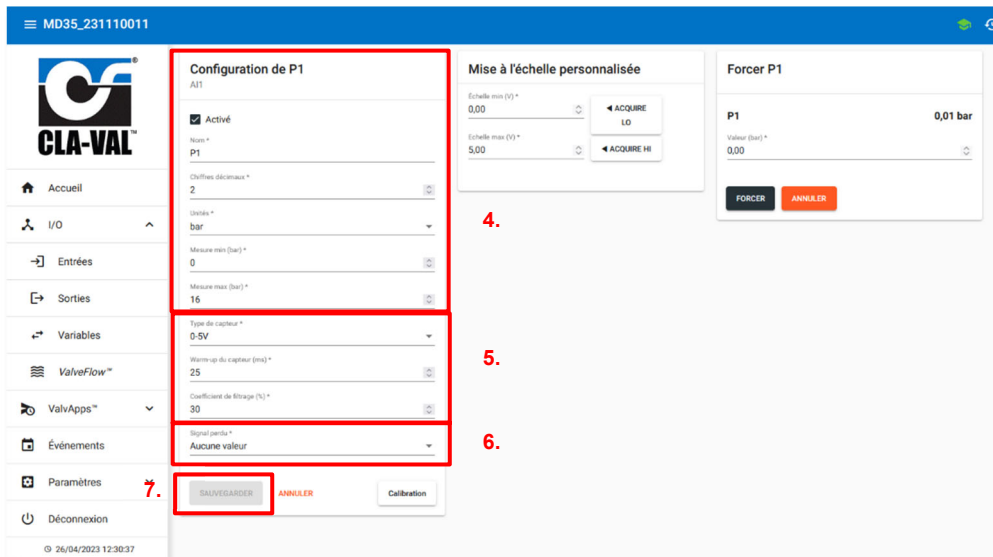 MD35_231110011
CLA-VAL™
Accueil
I/O
Entrées
Sorties
Variables
ValveFlow™
ValvApps™
Événements
Paramètres
Déconnexion
26/04/2023 12:30:37
Configuration de P1
AI1
Activé
Nom *
P1
Chiffres décimaux *
2
Unités *
bar
Mesure min (bar) *
0
Mesure max (bar) *
16
Type de capteur *
0-5V
Warm-up du capteur (ms) *
25
Coefficient de filtrage (%) *
30
Signal perdu *
Aucune valeur
7.
SAUVEGARDER ANNULER Calibration
4.
5.
6.
Mise à l'échelle personnalisée
Echelle min (V) *
0,00
ACQUIRE
LO
Echelle max (V) *
5,00
ACQUIRE HI
Forcer P1
P1 0,01 bar
Valeur (bar) *
0,00
FORCER ANNULER